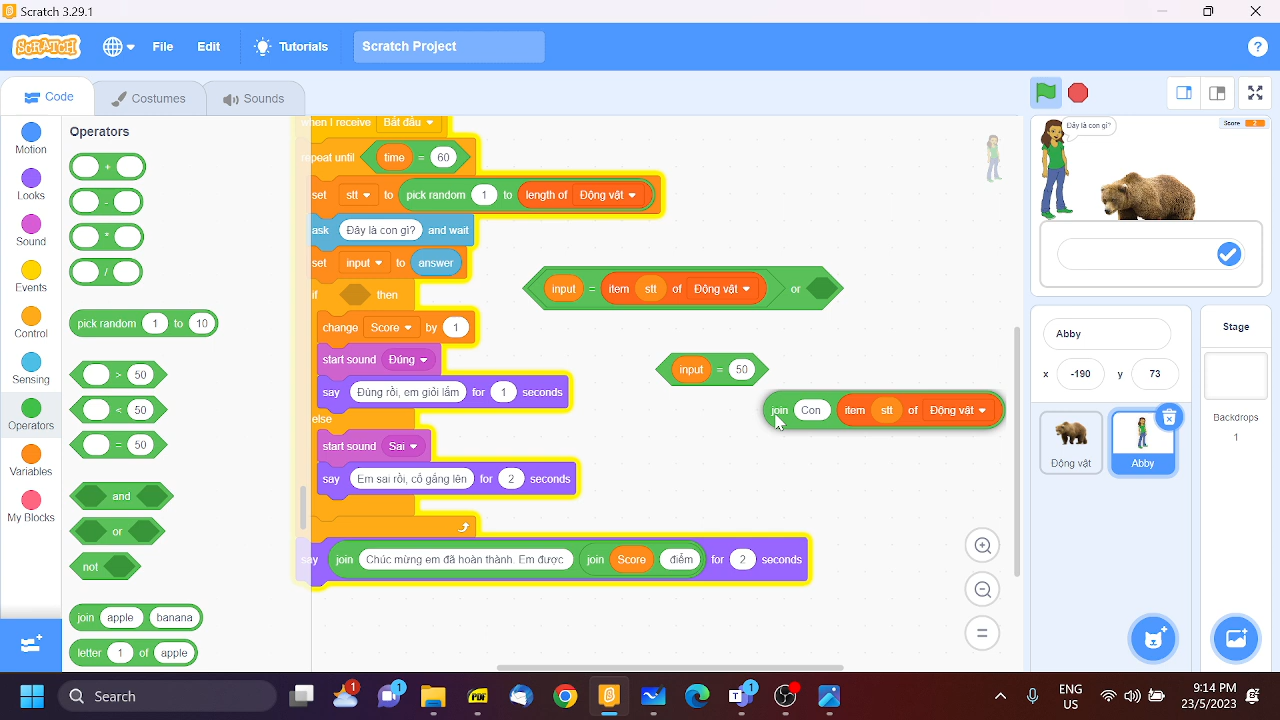 Scratch 3.29.1
SCRATCH File Edit Tutorials Scratch Project ?
Code Costumes Sounds
Motion
Looks
Sound
Events
Control
Sensing
Operators
Variables
My Blocks
Operators
+
-
*
/
pick random 1 to 10
> 50
< 50
= 50
and
or
not
join apple banana
letter 1 of apple
when I receive Bắt đầu
repeat until time = 60
set stt to pick random 1 to length of Động vật
ask Đây là con gì? and wait
set input to answer
if then
change Score by 1
start sound Đúng
say Đúng rồi, em giỏi lắm for 1 seconds
else
start sound Sai
say Em sai rồi, cố gắng lên for 2 seconds
say join Chúc mừng em đã hoàn thành. Em được join Score điểm for 2 seconds
input = item stt of Động vật or
input = 50
join Con item stt of Động vật
Đây là con gì?
Score 2
Abby
x -190 y 73
Động vật
Abby
Stage
Backdrops
1
Search
1
1
PDF
1
ENG
US
9:14 PM
23/5/2023